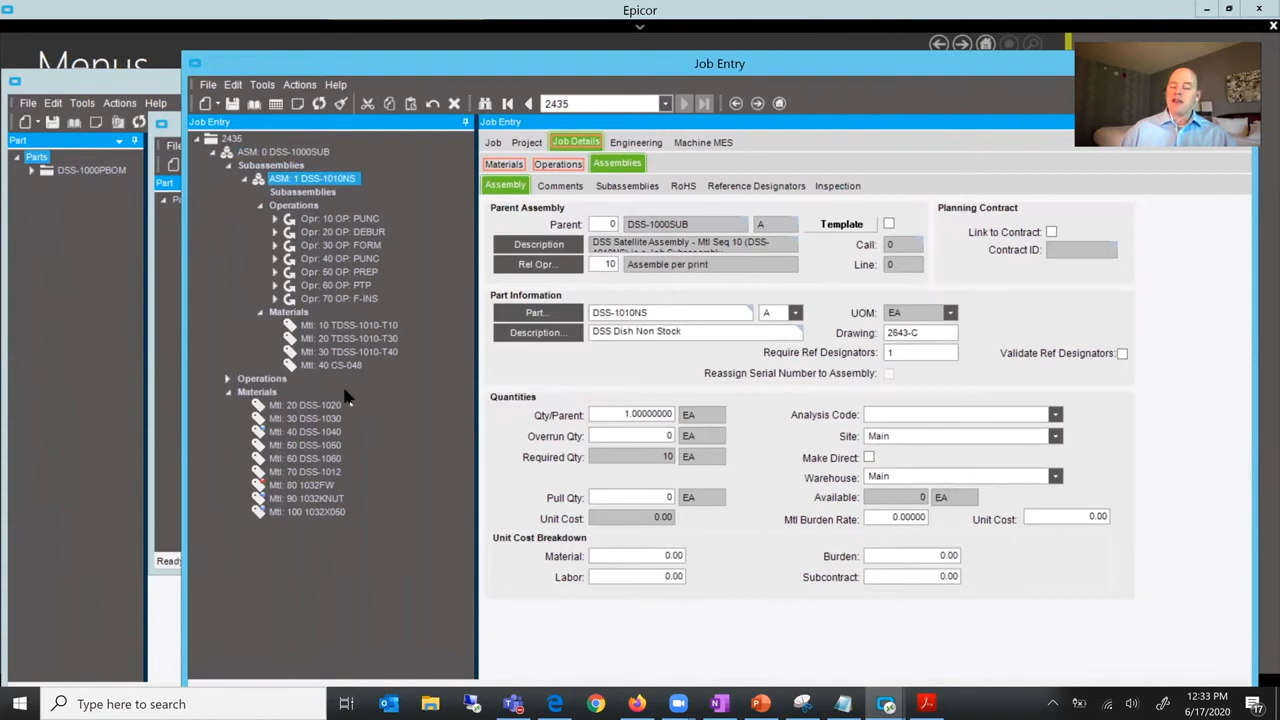 Epicor
Menus
Job Entry
File Edit Tools Actions Help
File Edit Tools Actions Help
2435
Part
Parts
DSS-1000PBOM
Part
Ready
Job Entry
2435
ASM: 0 DSS-1000SUB
Subassemblies
ASM: 1 DSS-1010NS
Subassemblies
Operations
Opr: 10 OP: PUNC
Opr: 20 OP: DEBUR
Opr: 30 OP: FORM
Opr: 40 OP: PUNC
Opr: 50 OP: PREP
Opr: 60 OP: PTP
Opr: 70 OP: F-INS
Materials
Mtl: 10 TDSS-1010-T10
Mtl: 20 TDSS-1010-T30
Mtl: 30 TDSS-1010-T40
Mtl: 40 CS-048
Operations
Materials
Mtl: 20 DSS-1020
Mtl: 30 DSS-1030
Mtl: 40 DSS-1040
Mtl: 50 DSS-1050
Mtl: 60 DSS-1060
Mtl: 70 DSS-1012
Mtl: 80 1032FW
Mtl: 90 1032KNUT
Mtl: 100 1032X050
Job Entry
Job Project Job Details Engineering Machine MES
Materials Operations Assemblies
Assembly Comments Subassemblies RoHS Reference Designators Inspection
Parent Assembly
Parent: 0 DSS-1000SUB A Template
Description DSS Satellite Assembly - Mtl Seq 10 (DSS- Call: 0
Rel Opr... 10 Assemble per print Line: 0
Planning Contract
Link to Contract:
Contract ID:
Part Information
Part... DSS-1010NS A UOM: EA
Description... DSS Dish Non Stock Drawing: 2643-C
Require Ref Designators: 1 Validate Ref Designators:
Reassign Serial Number to Assembly:
Quantities
Qty/Parent: 1.00000000 EA Analysis Code:
Overrun Qty: 0 EA Site: Main
Required Qty: 10 EA Make Direct:
Warehouse: Main
Pull Qty: 0 EA Available: 0 EA
Unit Cost: 0.00 Mtl Burden Rate: 0.00000 Unit Cost: 0.00
Unit Cost Breakdown
Material: 0.00 Burden: 0.00
Labor: 0.00 Subcontract: 0.00
Type here to search
12:33 PM
6/17/2020
17